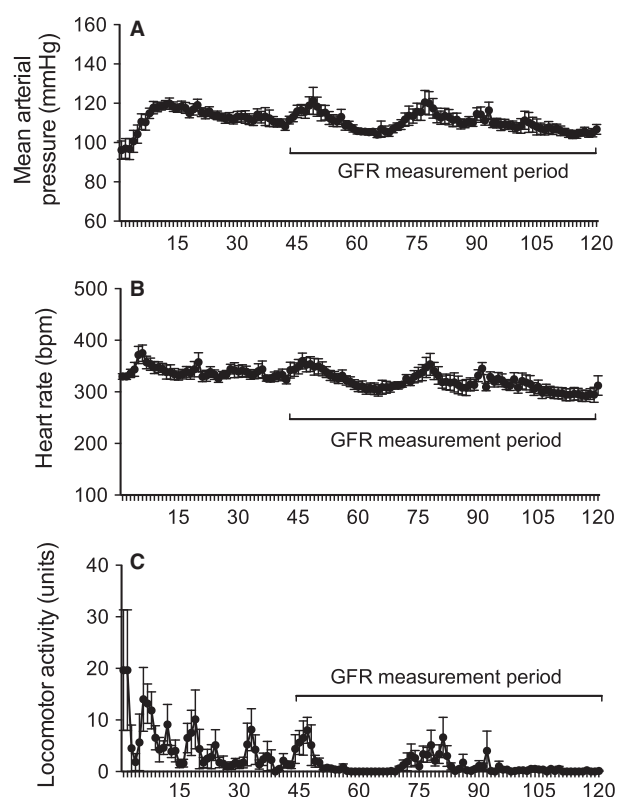 A
Mean arterial
pressure (mmHg)
160
140
120
100
80
60
GFR measurement period
15 30 45 60 75 90 105 120
B
Heart rate (bpm)
500
400
300
200
100
GFR measurement period
15 30 45 60 75 90 105 120
C
Locomotor activity (units)
40
30
20
10
0
GFR measurement period
15 30 45 60 75 90 105 120